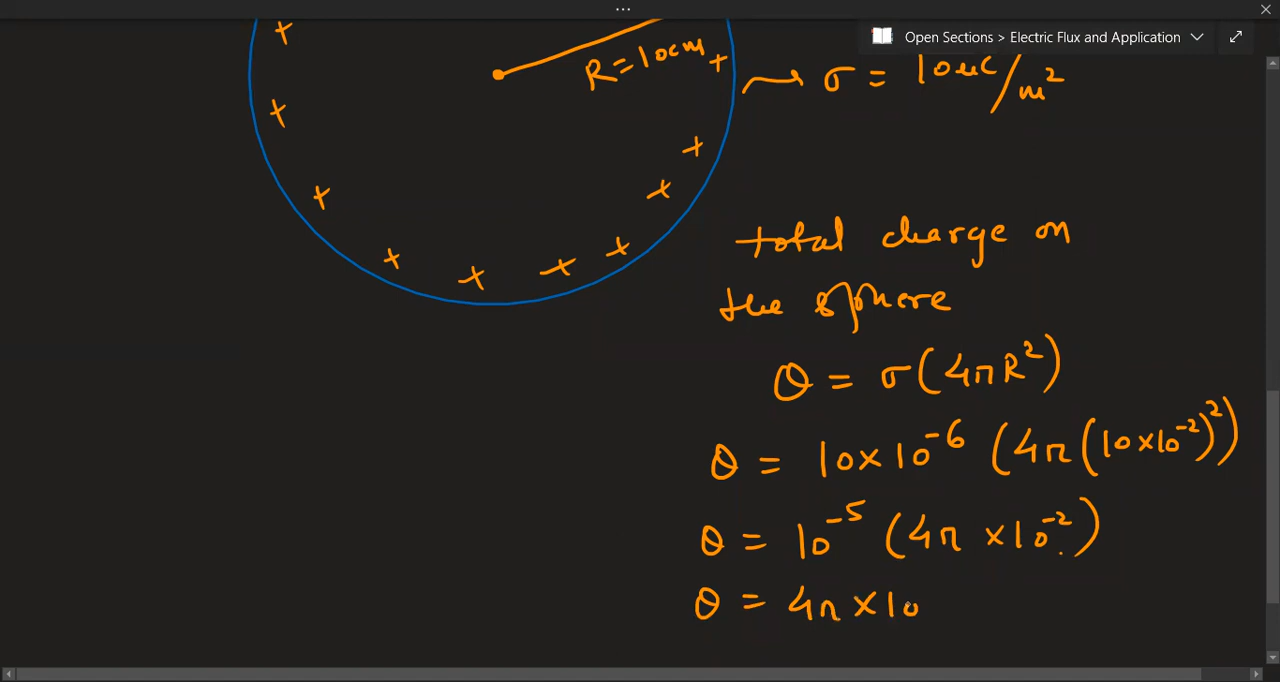 Open Sections > Electric Flux and Application
R=10cm
σ = 10μC/m²
total charge on
the sphere
Q = σ(4πR²)
Q = 10×10⁻⁶ (4π(10×10⁻²)²)
Q = 10⁻⁵ (4π ×10⁻²)
Q = 4π×10